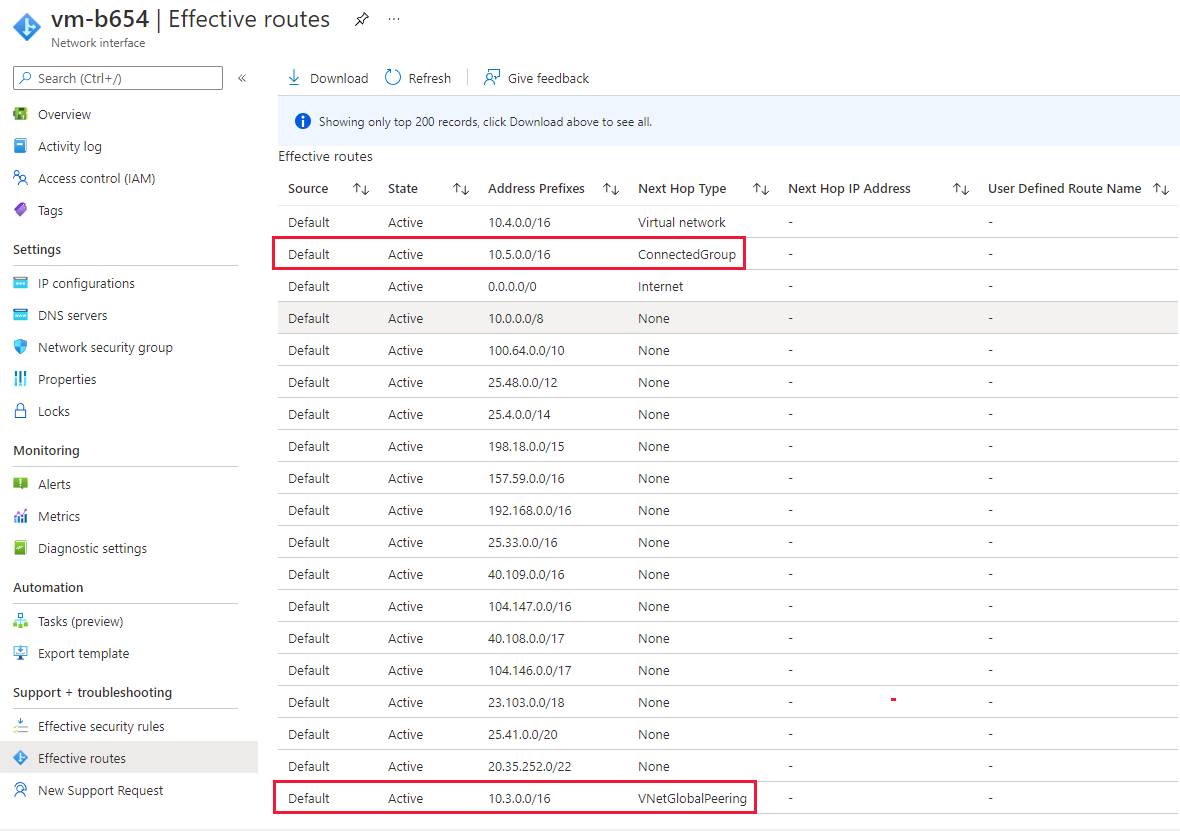 vm-b654 | Effective routes ...
Network interface
Search (Ctrl+/) «
Overview
Activity log
Access control (IAM)
Tags
Settings
IP configurations
DNS servers
Network security group
Properties
Locks
Monitoring
Alerts
Metrics
Diagnostic settings
Automation
Tasks (preview)
Export template
Support + troubleshooting
Effective security rules
Effective routes
New Support Request
Download Refresh Give feedback
Showing only top 200 records, click Download above to see all.
Effective routes
Source State Address Prefixes Next Hop Type Next Hop IP Address User Defined Route Name
Default Active 10.4.0.0/16 Virtual network - -
Default Active 10.5.0.0/16 ConnectedGroup - -
Default Active 0.0.0.0/0 Internet - -
Default Active 10.0.0.0/8 None - -
Default Active 100.64.0.0/10 None - -
Default Active 25.48.0.0/12 None - -
Default Active 25.4.0.0/14 None - -
Default Active 198.18.0.0/15 None - -
Default Active 157.59.0.0/16 None - -
Default Active 192.168.0.0/16 None - -
Default Active 25.33.0.0/16 None - -
Default Active 40.109.0.0/16 None - -
Default Active 104.147.0.0/16 None - -
Default Active 40.108.0.0/17 None - -
Default Active 104.146.0.0/17 None - -
Default Active 23.103.0.0/18 None - -
Default Active 25.41.0.0/20 None - -
Default Active 20.35.252.0/22 None - -
Default Active 10.3.0.0/16 VNetGlobalPeering - -